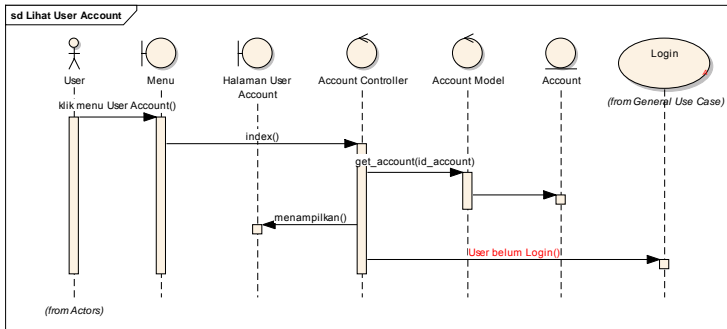 sd Lihat User Account
User
Menu
Halaman User
Account
Account Controller
Account Model
Account
Login
(from General Use Case)
klik menu User Account()
index()
get_account(id_account)
menampilkan()
User belum Login()
(from Actors)